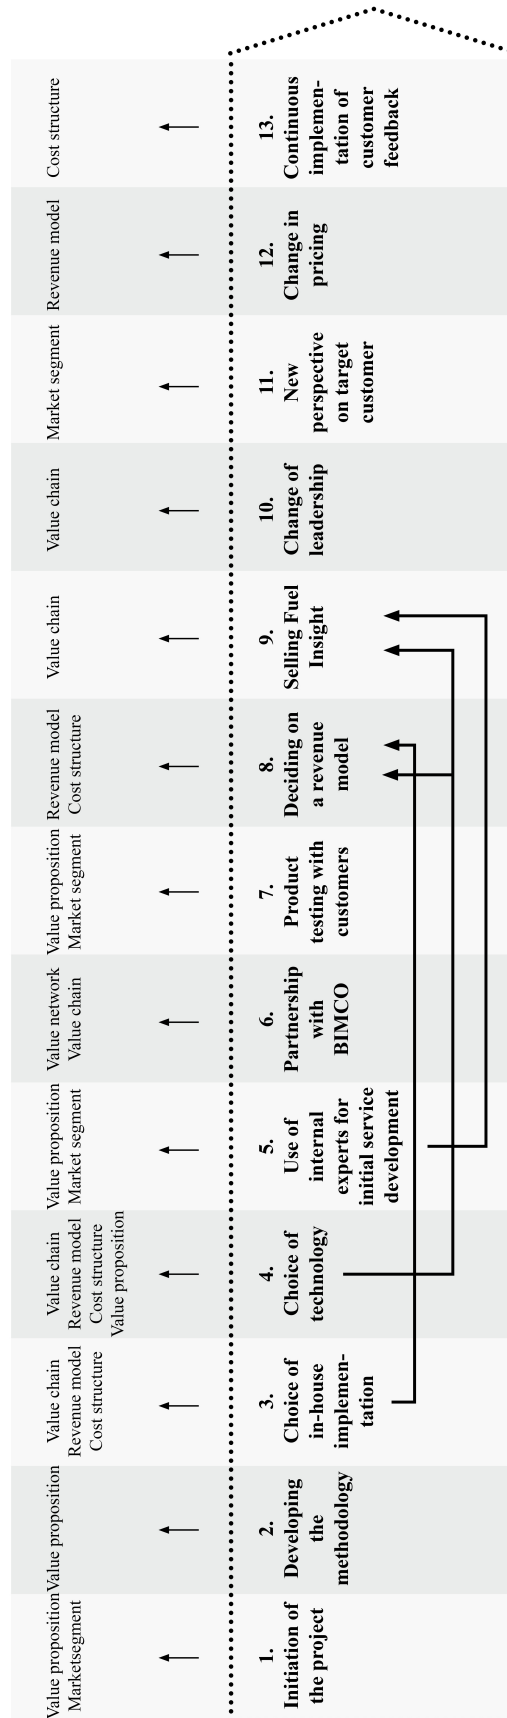 Value proposition
Marketsegment
Value proposition
Value chain
Revenue model
Cost structure
Value chain
Revenue model
Cost structure
Value proposition
Value proposition
Market segment
Value network
Value chain
Value proposition
Market segment
Revenue model
Cost structure
Value chain
Value chain
Market segment
Revenue model
Cost structure
1.
Initiation of
the project
2.
Developing
the
methodology
3.
Choice of
in-house
implemen-
tation
4.
Choice of
technology
5.
Use of
internal
experts for
initial service
development
6.
Partnership
with
BIMCO
7.
Product
testing with
customers
8.
Deciding on
a revenue
model
9.
Selling Fuel
Insight
10.
Change of
leadership
11.
New
perspective
on target
customer
12.
Change in
pricing
13.
Continuous
implemen-
tation of
customer
feedback